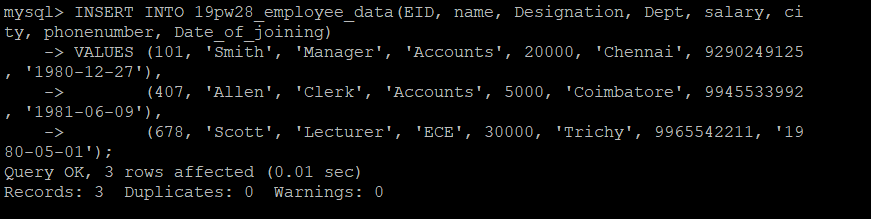 mysql> INSERT INTO 19pw28_employee_data(EID, name, Designation, Dept, salary, ci
ty, phonenumber, Date_of_joining)
    -> VALUES (101, 'Smith', 'Manager', 'Accounts', 20000, 'Chennai', 9290249125
, '1980-12-27'),
    ->        (407, 'Allen', 'Clerk', 'Accounts', 5000, 'Coimbatore', 9945533992
, '1981-06-09'),
    ->        (678, 'Scott', 'Lecturer', 'ECE', 30000, 'Trichy', 9965542211, '19
80-05-01');
Query OK, 3 rows affected (0.01 sec)
Records: 3  Duplicates: 0  Warnings: 0